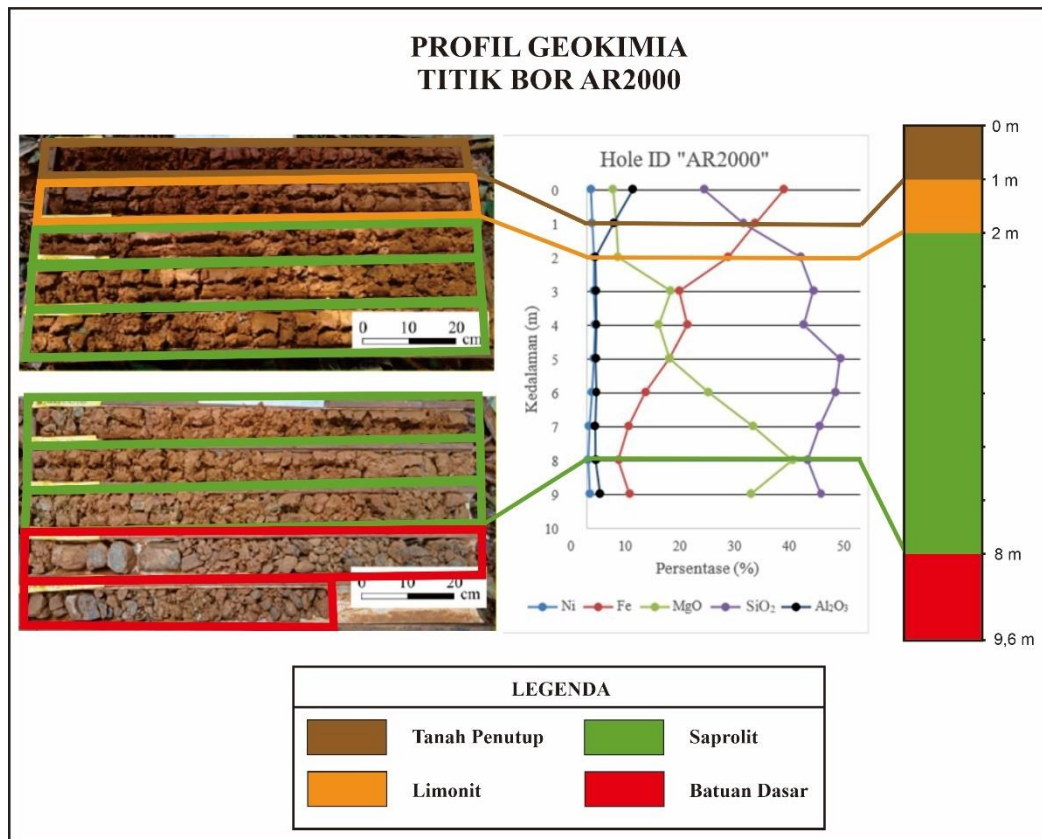 PROFIL GEOKIMIA
TITIK BOR AR2000
0 10 20
cm
0 10 20
cm
Hole ID "AR2000"
Kedalaman (m)
0
1
2
3
4
5
6
7
8
9
10
0 10 20 30 40 50
Persentase (%)
Ni Fe MgO SiO₂ Al₂O₃
0 m
1 m
2 m
8 m
9,6 m
LEGENDA
Tanah Penutup Saprolit
Limonit Batuan Dasar